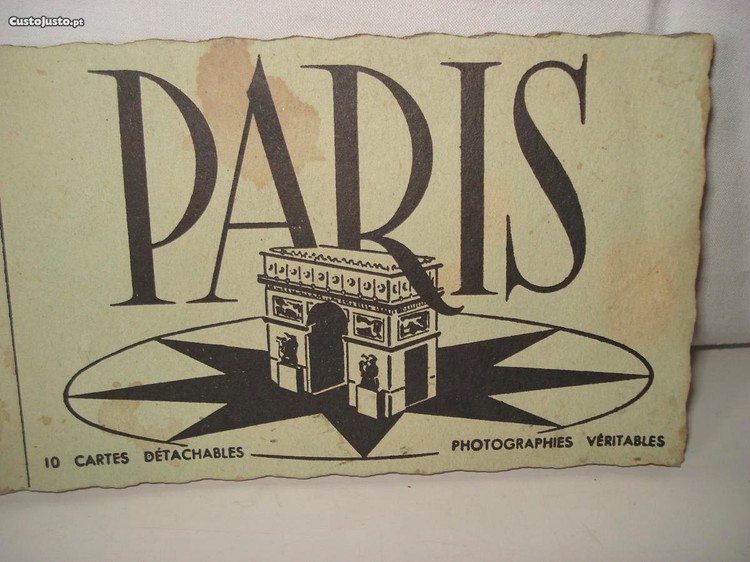 CustoJusto.pt
PARIS
10 CARTES DÉTACHABLES
PHOTOGRAPHIES VÉRITABLES